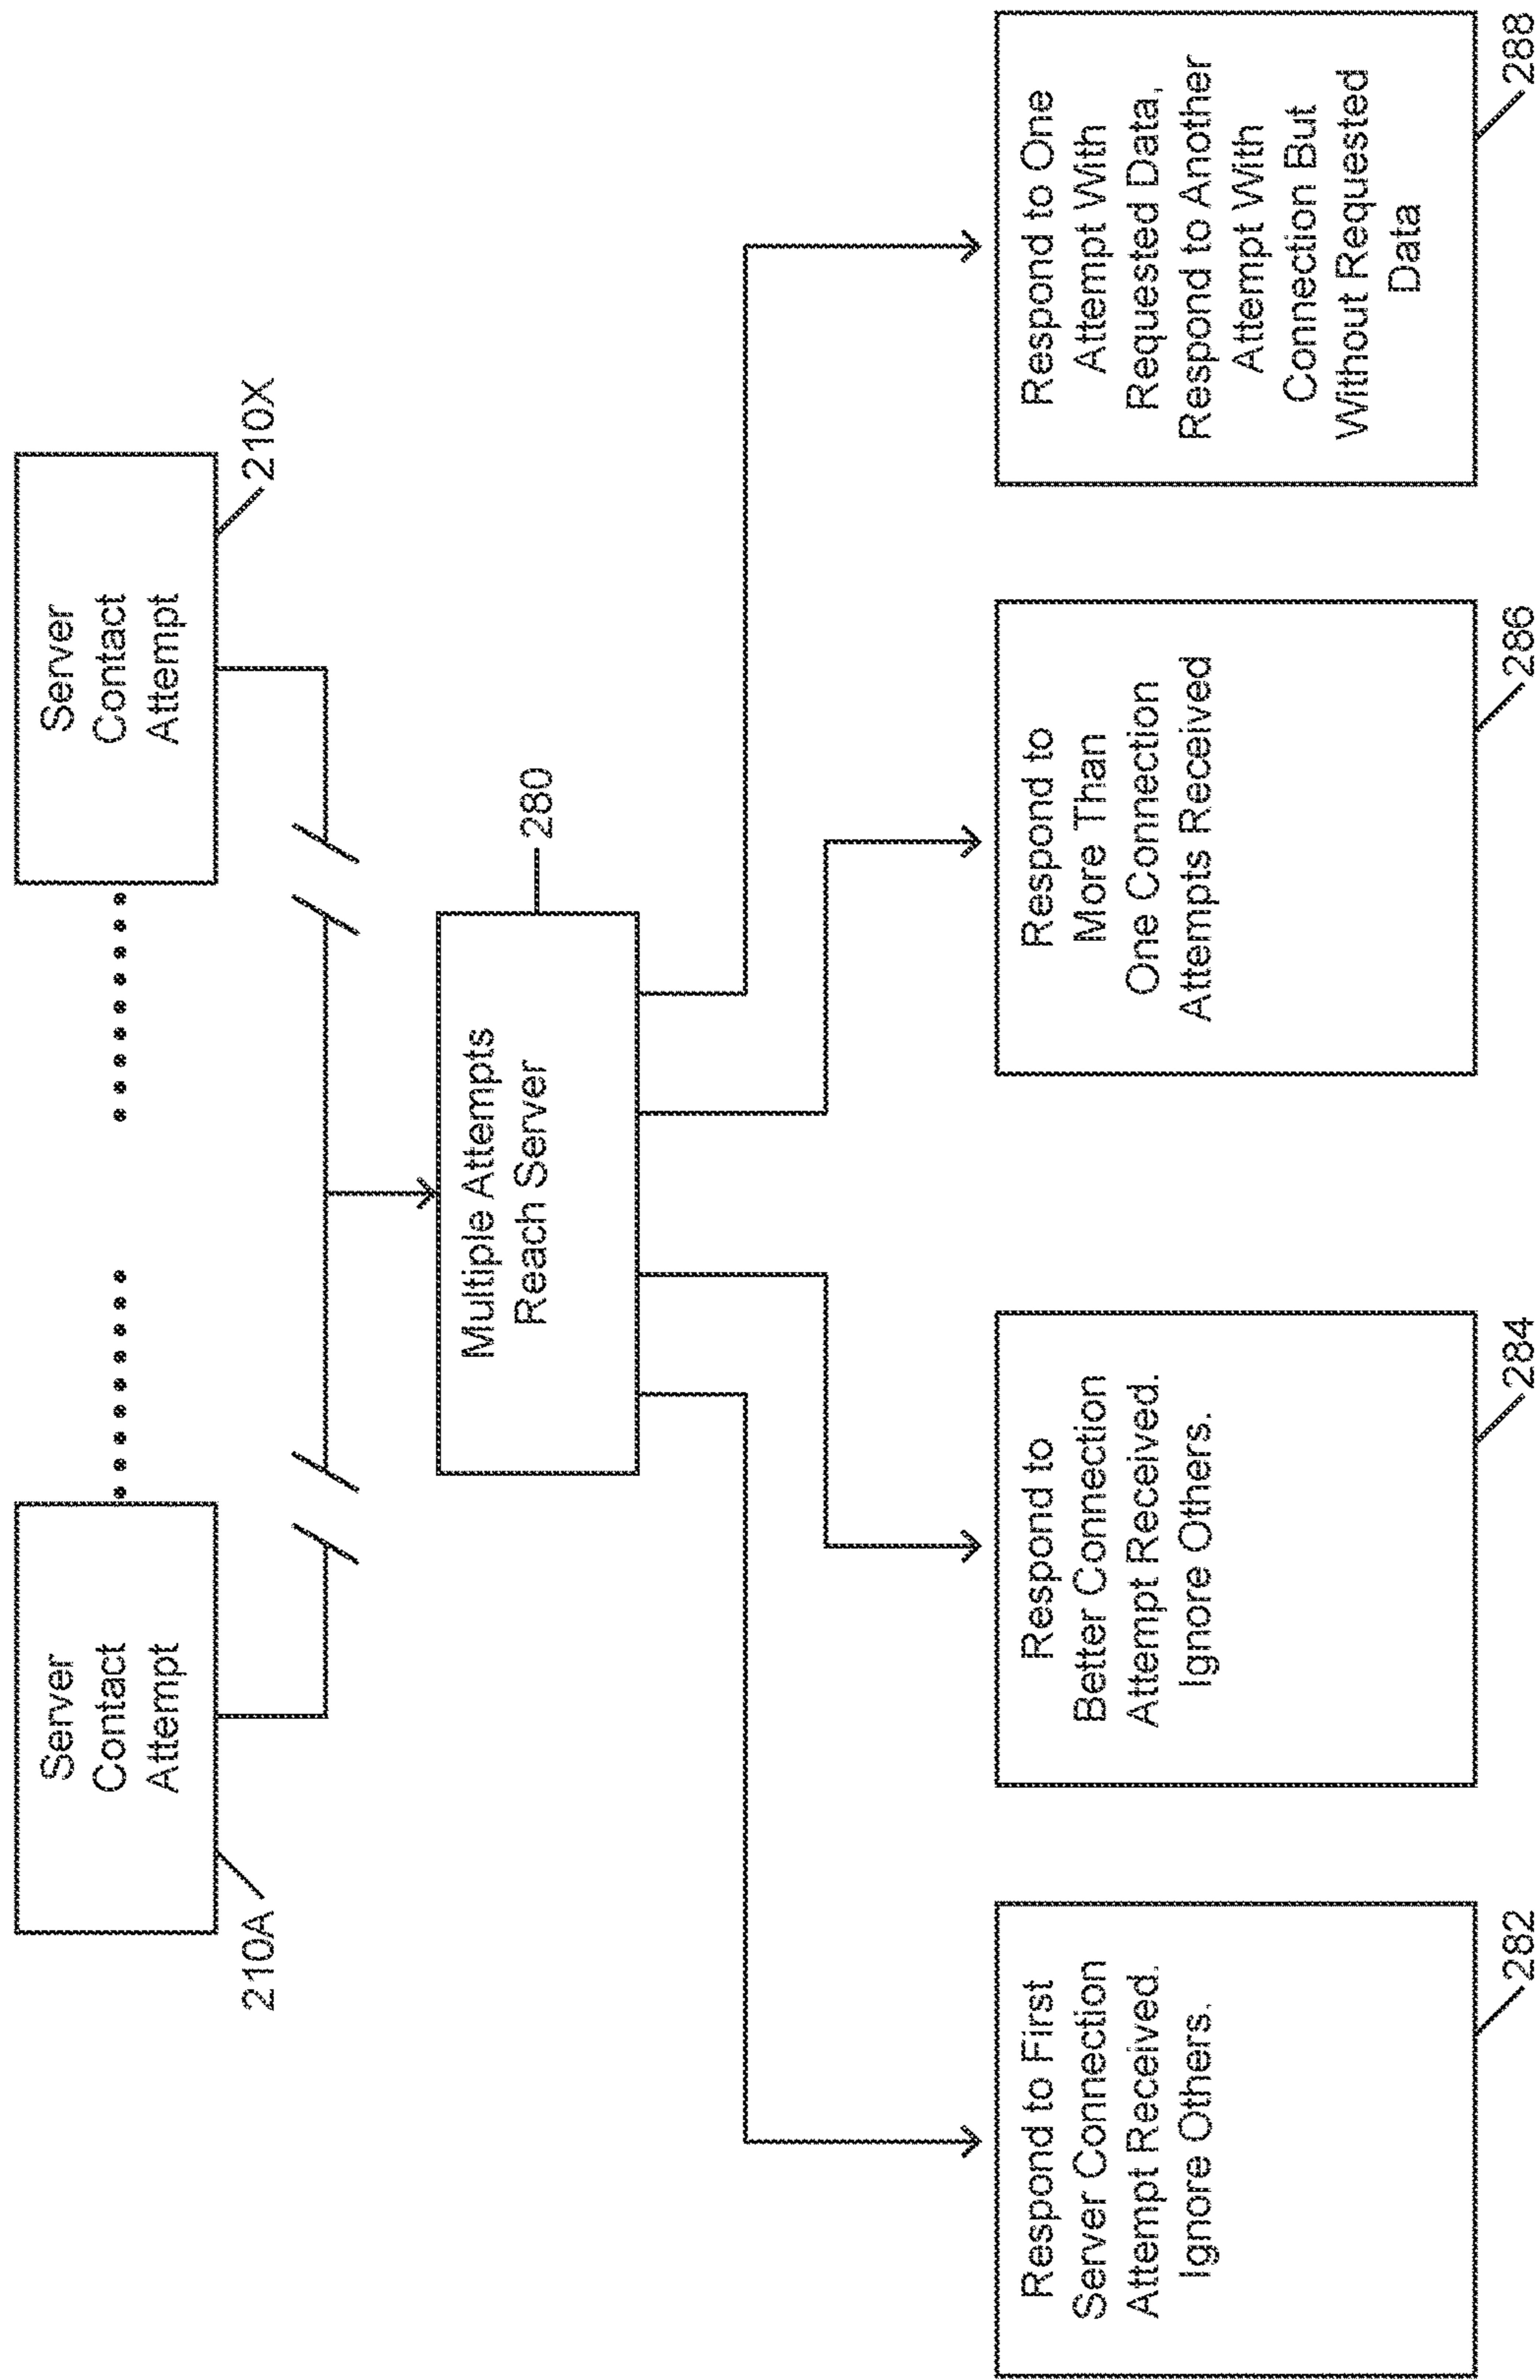 Server
Contact
Attempt
210A
Server
Contact
Attempt
210X
Multiple Attempts
Reach Server
280
Respond to First
Server Connection
Attempt Received.
Ignore Others.
282
Respond to
Better Connection
Attempt Received.
Ignore Others.
284
Respond to
More Than
One Connection
Attempts Received
286
Respond to One
Attempt With
Requested Data,
Respond to Another
Attempt With
Connection But
Without Requested
Data
288